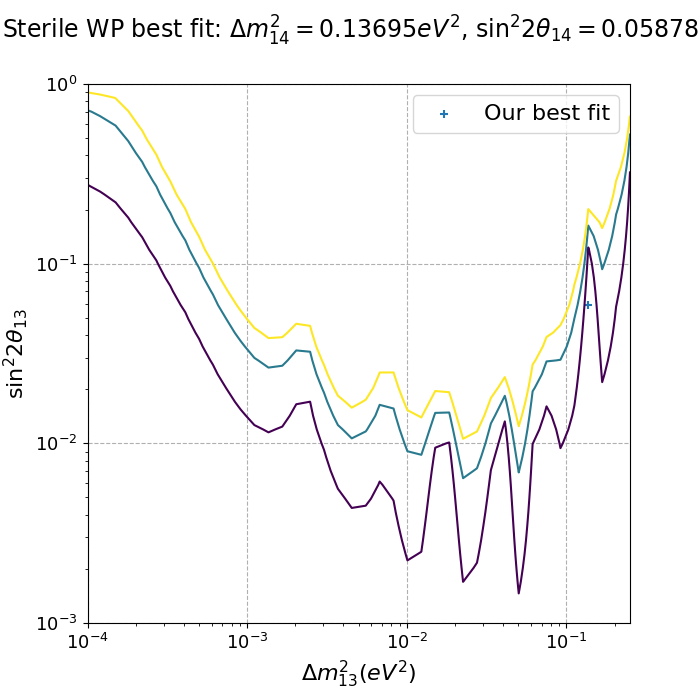 Sterile WP best fit: Δm²₁₄ = 0.13695eV², sin²2θ₁₄ = 0.05878
Our best fit
10⁰
10⁻¹
10⁻²
10⁻³
sin²2θ₁₃
10⁻⁴
10⁻³
10⁻²
10⁻¹
Δm²₁₃(eV²)